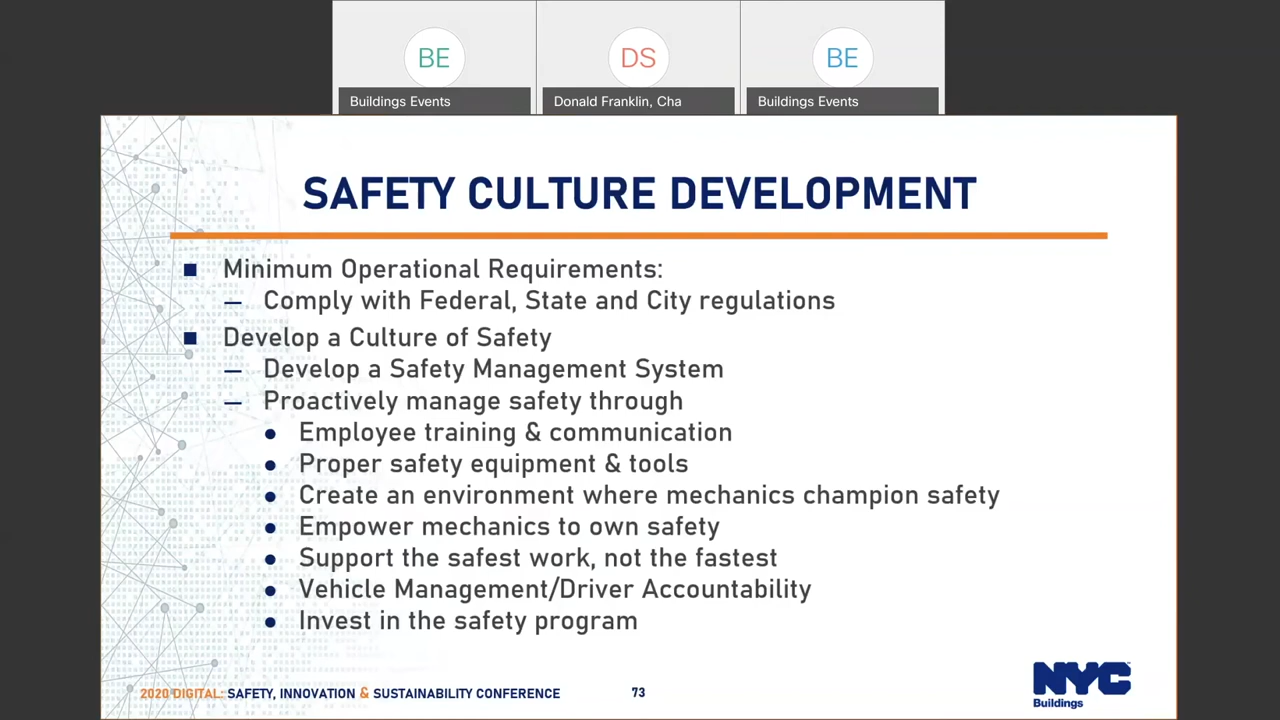 BE
DS
BE
Buildings Events
Donald Franklin, Cha
Buildings Events
SAFETY CULTURE DEVELOPMENT
■ Minimum Operational Requirements:
– Comply with Federal, State and City regulations
■ Develop a Culture of Safety
– Develop a Safety Management System
– Proactively manage safety through
● Employee training & communication
● Proper safety equipment & tools
● Create an environment where mechanics champion safety
● Empower mechanics to own safety
● Support the safest work, not the fastest
● Vehicle Management/Driver Accountability
● Invest in the safety program
2020 DIGITAL: SAFETY, INNOVATION & SUSTAINABILITY CONFERENCE
73
NYC
Buildings